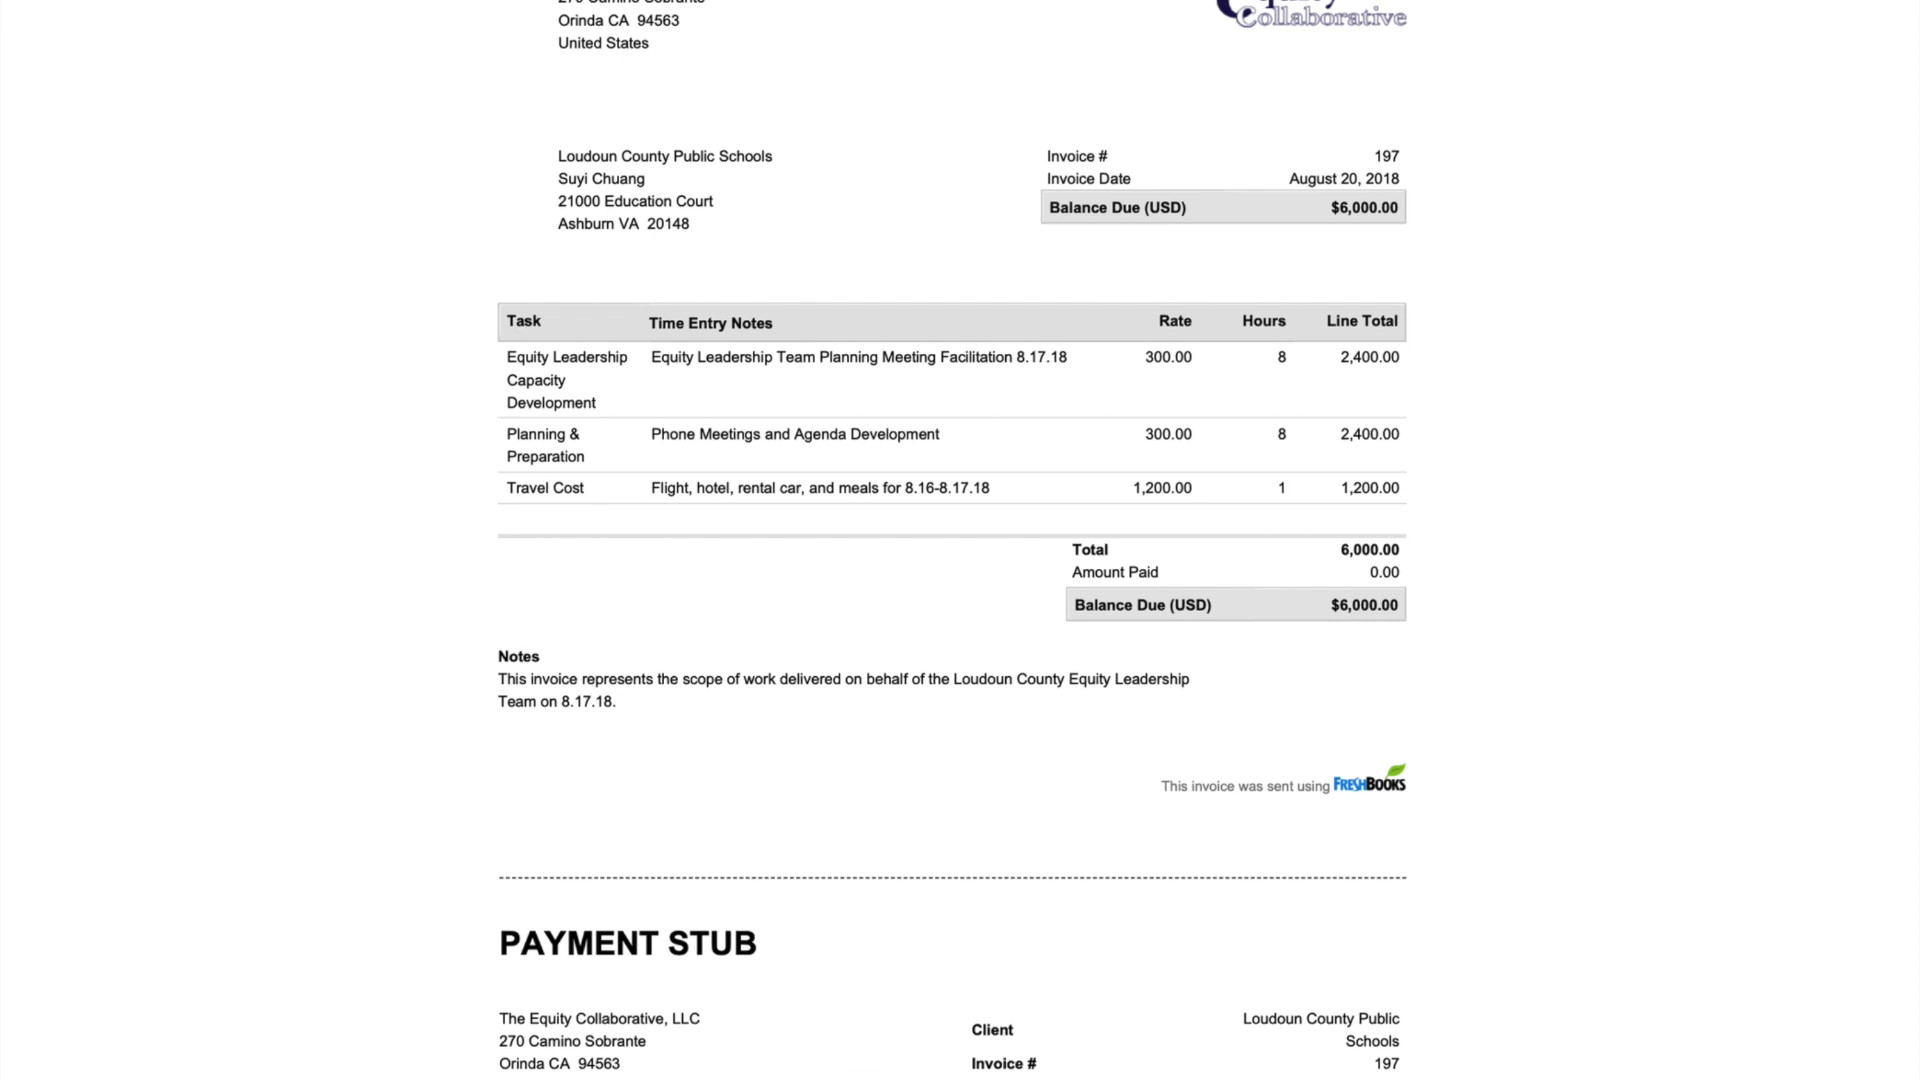 270 Camino Sobrante
Orinda CA 94563
United States
Equity
Collaborative
Loudoun County Public Schools
Suyi Chuang
21000 Education Court
Ashburn VA 20148
Invoice # 197
Invoice Date August 20, 2018
Balance Due (USD) $6,000.00
Task Time Entry Notes Rate Hours Line Total
Equity Leadership Equity Leadership Team Planning Meeting Facilitation 8.17.18 300.00 8 2,400.00
Capacity
Development
Planning & Phone Meetings and Agenda Development 300.00 8 2,400.00
Preparation
Travel Cost Flight, hotel, rental car, and meals for 8.16-8.17.18 1,200.00 1 1,200.00
Total 6,000.00
Amount Paid 0.00
Balance Due (USD) $6,000.00
Notes
This invoice represents the scope of work delivered on behalf of the Loudoun County Equity Leadership
Team on 8.17.18.
This invoice was sent using FRESHBOOKS
PAYMENT STUB
The Equity Collaborative, LLC
270 Camino Sobrante
Orinda CA 94563
Client Loudoun County Public
Schools
Invoice # 197